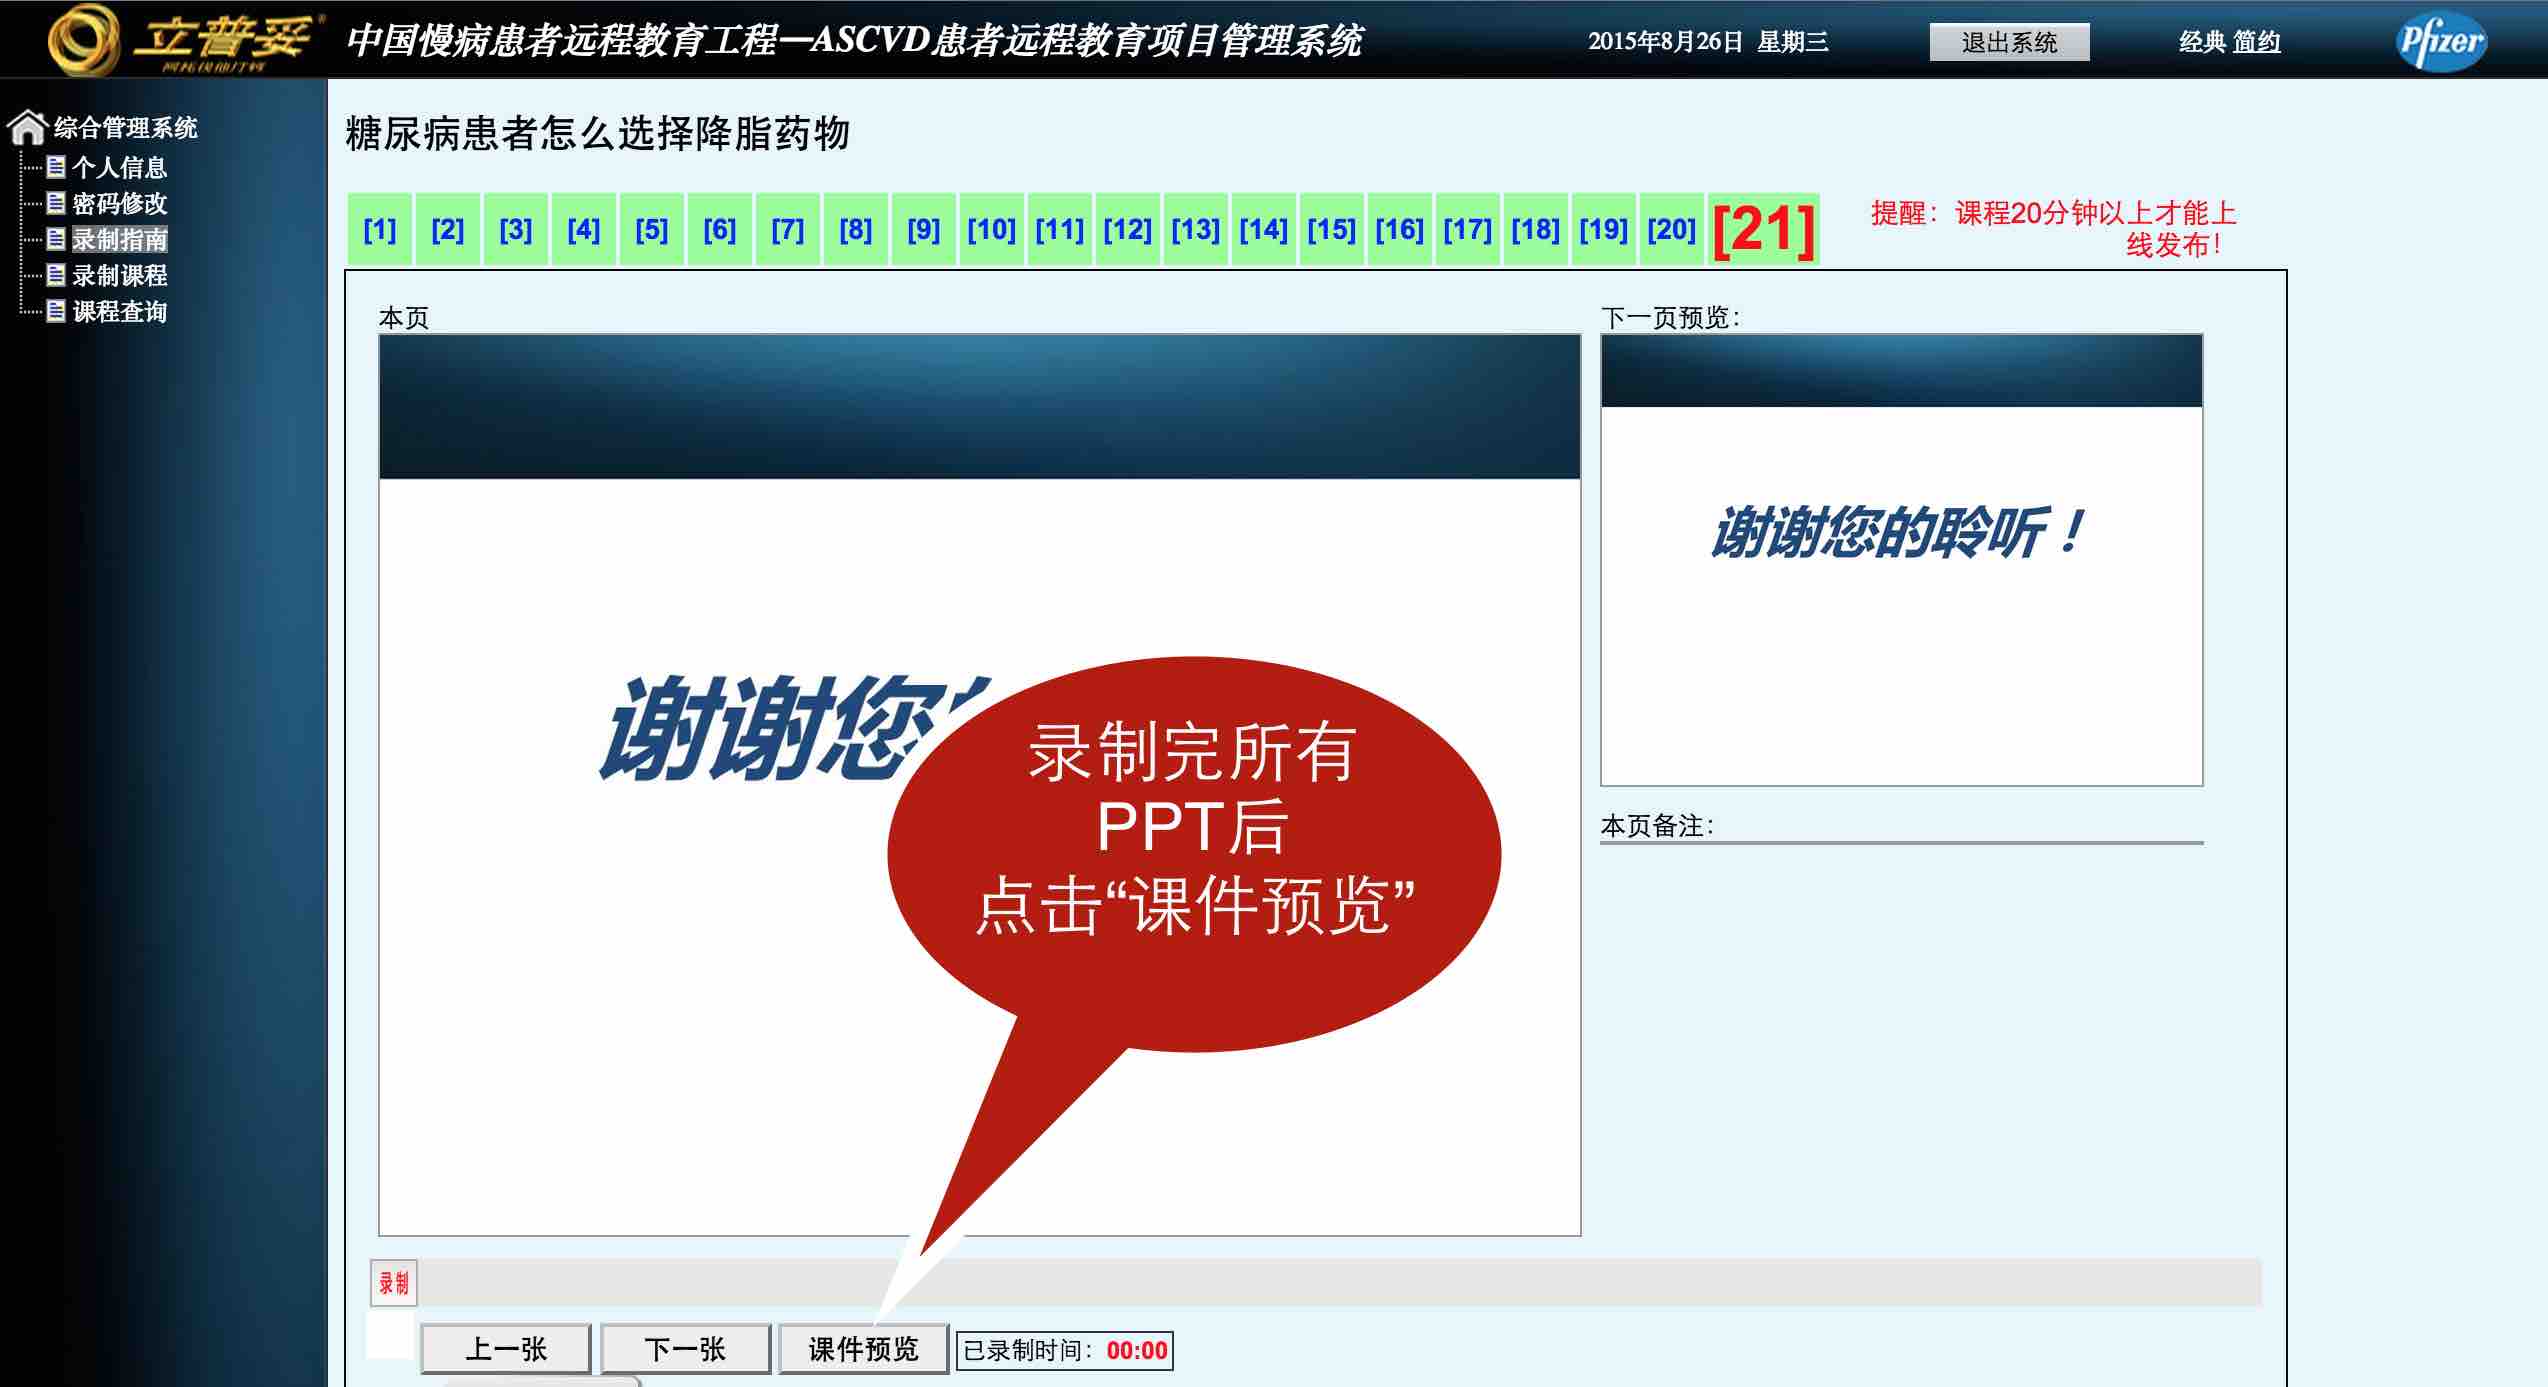 立普妥®
中国慢病患者远程教育工程—ASCVD患者远程教育项目管理系统
2015年8月26日 星期三
退出系统
经典 简约
Pfizer
综合管理系统
个人信息
密码修改
录制指南
录制课程
课程查询
糖尿病患者怎么选择降脂药物
[1] [2] [3] [4] [5] [6] [7] [8] [9] [10] [11] [12] [13] [14] [15] [16] [17] [18] [19] [20] [21]
提醒：课程20分钟以上才能上
线发布！
本页
下一页预览：
谢谢您
谢谢您的聆听！
录制完所有
PPT后
点击“课件预览”
本页备注：
录制
上一张
下一张
课件预览
已录制时间：00:00